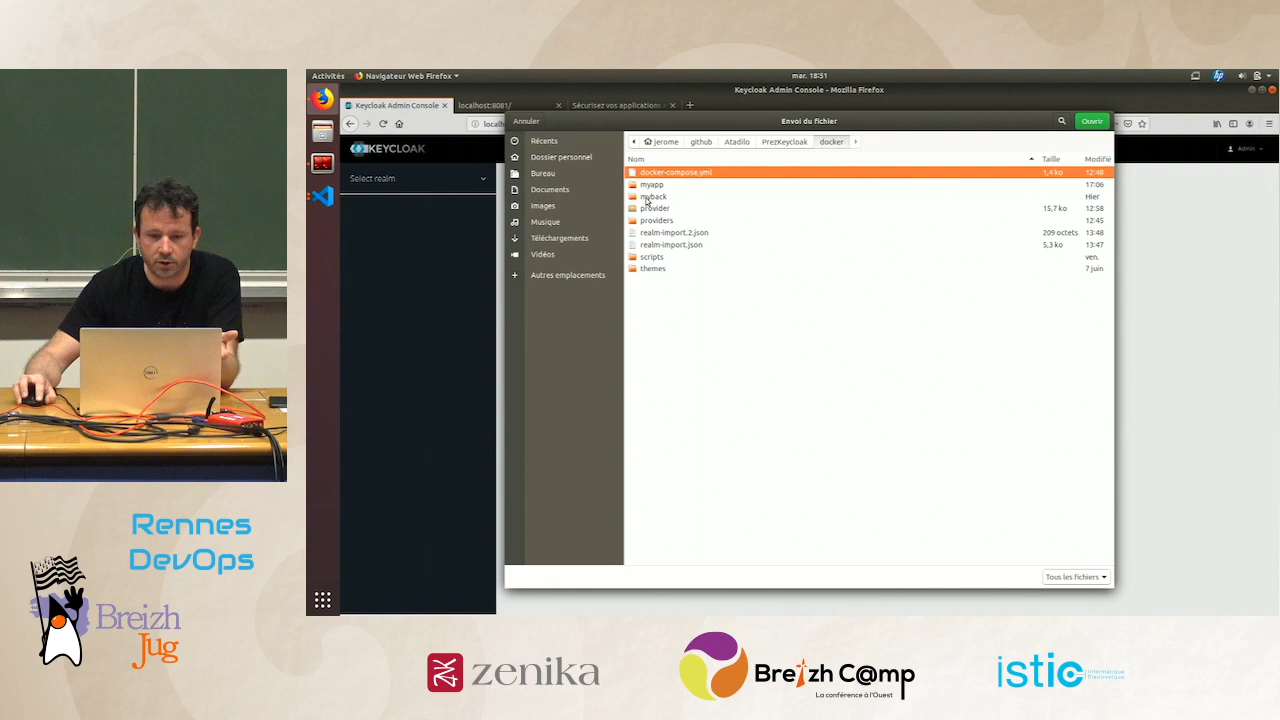 Activités
Navigateur Web Firefox
mar. 18:51
Keycloak Admin Console - Mozilla Firefox
Keycloak Admin Console
localhost:8081/
Sécurisez vos applications
Annuler
Envoi du fichier
Ouvrir
KEYCLOAK
Admin
Select realm
Récents
Dossier personnel
Bureau
Documents
Images
Musique
Téléchargements
Vidéos
Autres emplacements
jerome github Atadilo PrezKeycloak docker
Nom Taille Modifié
docker-compose.yml 1,4 ko 12:48
myapp 17:06
myback Hier
provider 15,7 ko 12:58
providers 12:45
realm-import.2.json 209 octets 13:48
realm-import.json 5,3 ko 13:47
scripts ven.
themes 7 juin
Tous les fichiers
DELL
Rennes
DevOps
Breizh
Jug
zenika
Breizh C@mp
La conférence à l'Ouest
istic Informatique
Électronique